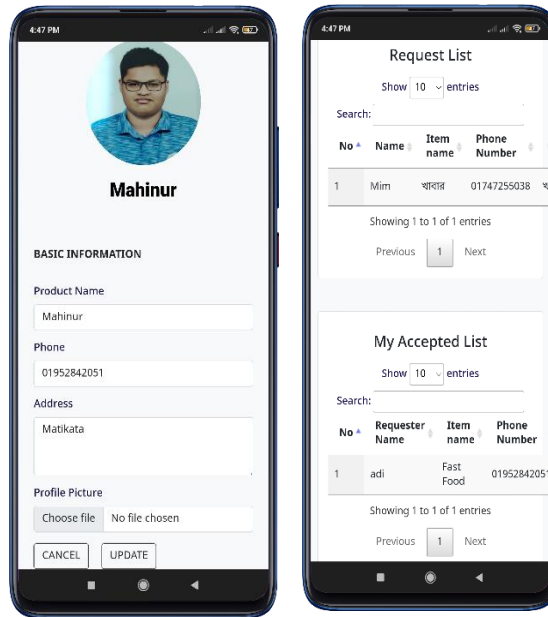 4:47 PM
Mahinur
BASIC INFORMATION
Product Name
Mahinur
Phone
01952842051
Address
Matikata
Profile Picture
Choose file No file chosen
CANCEL UPDATE
4:47 PM
Request List
Show 10 entries
Search:
No Name Item name Phone Number
1 Mim খাবার 01747255038
Showing 1 to 1 of 1 entries
Previous 1 Next
My Accepted List
Show 10 entries
Search:
No Requester Name Item name Phone Number
1 adi Fast Food 01952842051
Showing 1 to 1 of 1 entries
Previous 1 Next